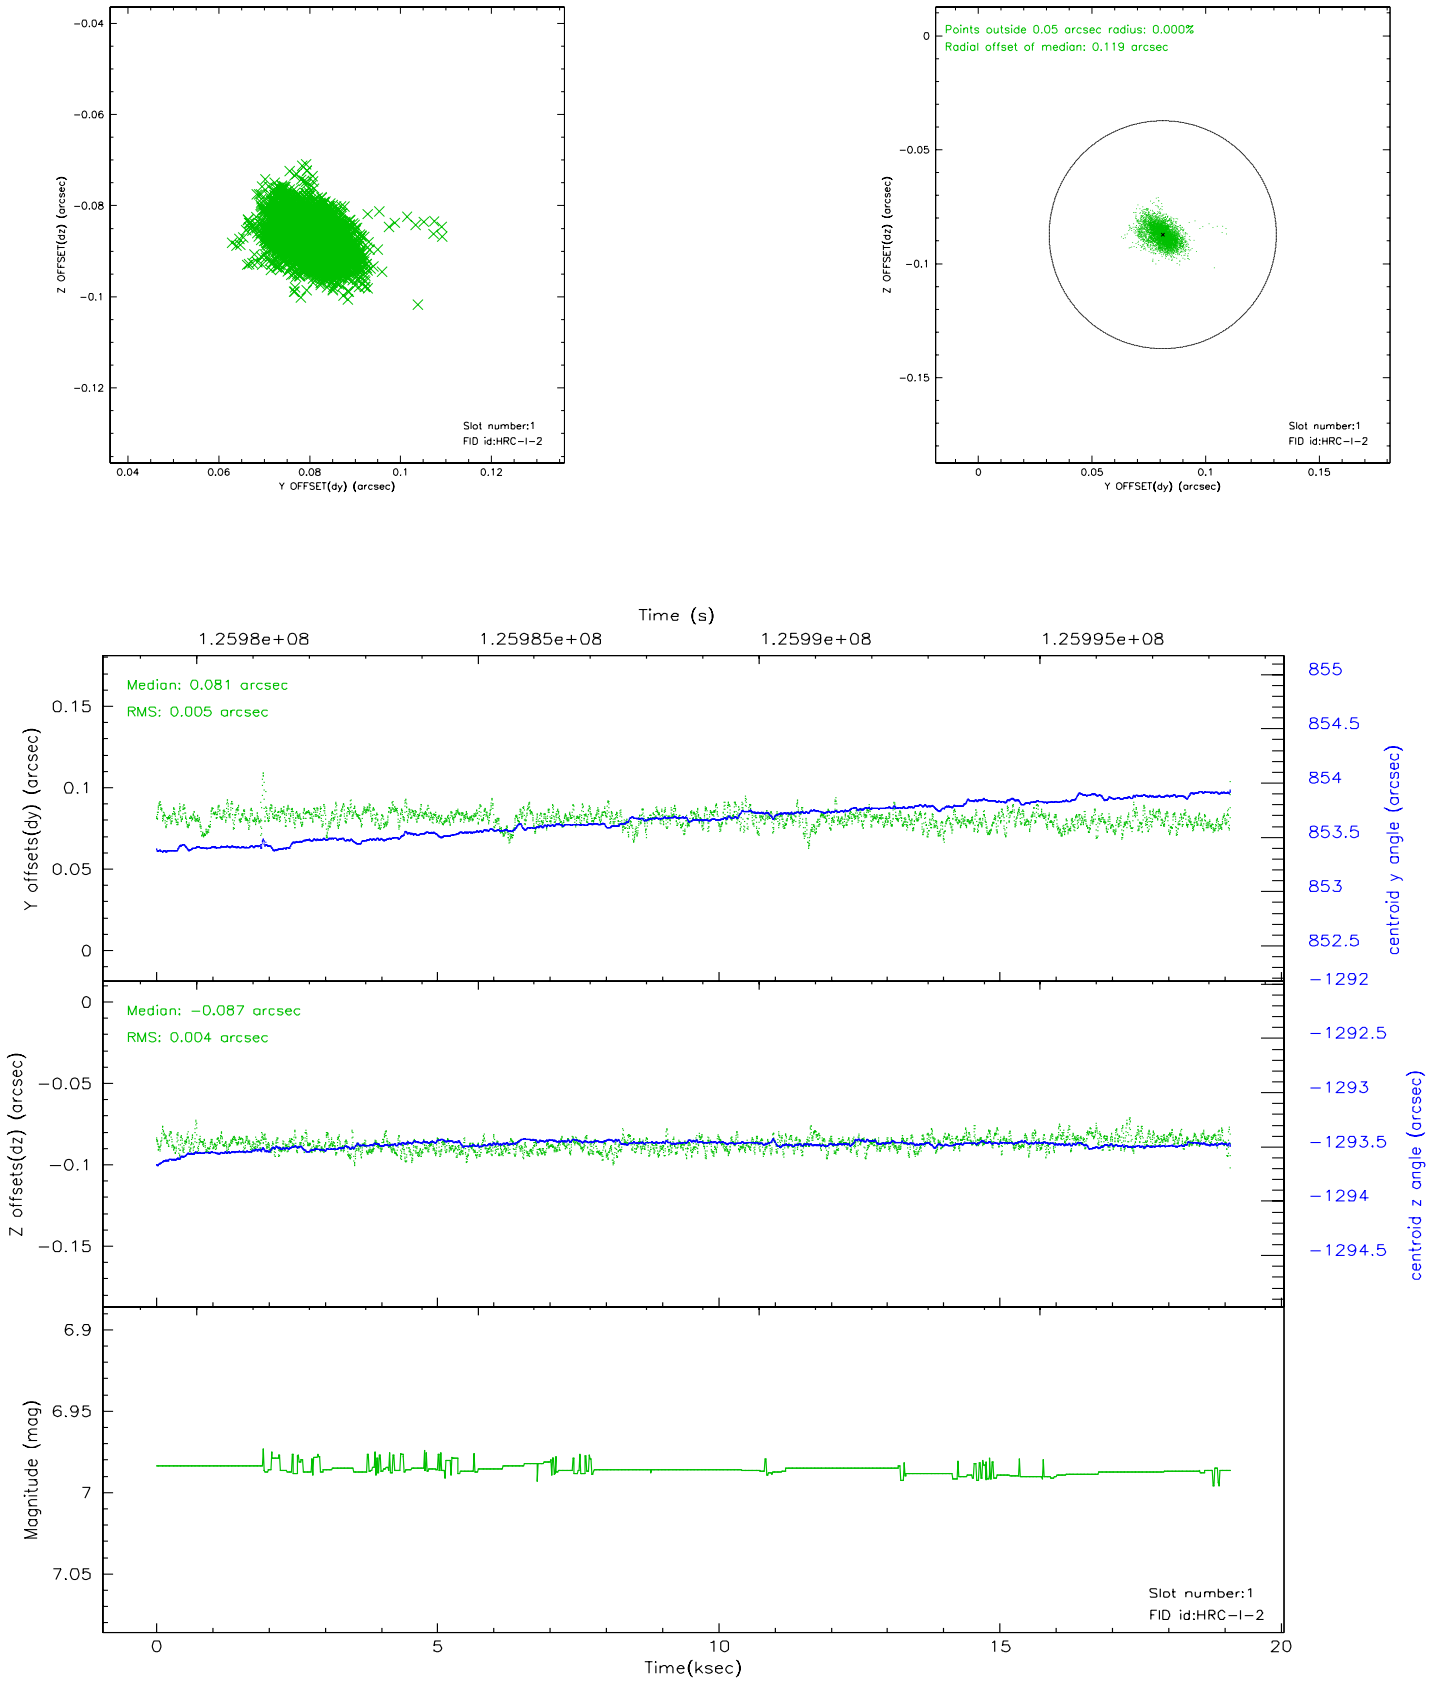 -0.04
-0.06
-0.08
-0.1
-0.12
Z OFFSET(dz) (arcsec)
Slot number:1
FID id:HRC-I-2
0.04 0.06 0.08 0.1 0.12
Y OFFSET(dy) (arcsec)
Points outside 0.05 arcsec radius: 0.000%
Radial offset of median: 0.119 arcsec
0
-0.05
-0.1
-0.15
Z OFFSET(dz) (arcsec)
Slot number:1
FID id:HRC-I-2
0 0.05 0.1 0.15
Y OFFSET(dy) (arcsec)
Time (s)
1.2598e+08 1.25985e+08 1.2599e+08 1.25995e+08
Median: 0.081 arcsec
RMS: 0.005 arcsec
0.15
0.1
0.05
0
Y offsets(dy) (arcsec)
855
854.5
854
853.5
853
852.5
centroid y angle (arcsec)
Median: -0.087 arcsec
RMS: 0.004 arcsec
0
-0.05
-0.1
-0.15
Z offsets(dz) (arcsec)
-1292
-1292.5
-1293
-1293.5
-1294
-1294.5
centroid z angle (arcsec)
6.9
6.95
7
7.05
Magnitude (mag)
Slot number:1
FID id:HRC-I-2
0 5 10 15 20
Time(ksec)